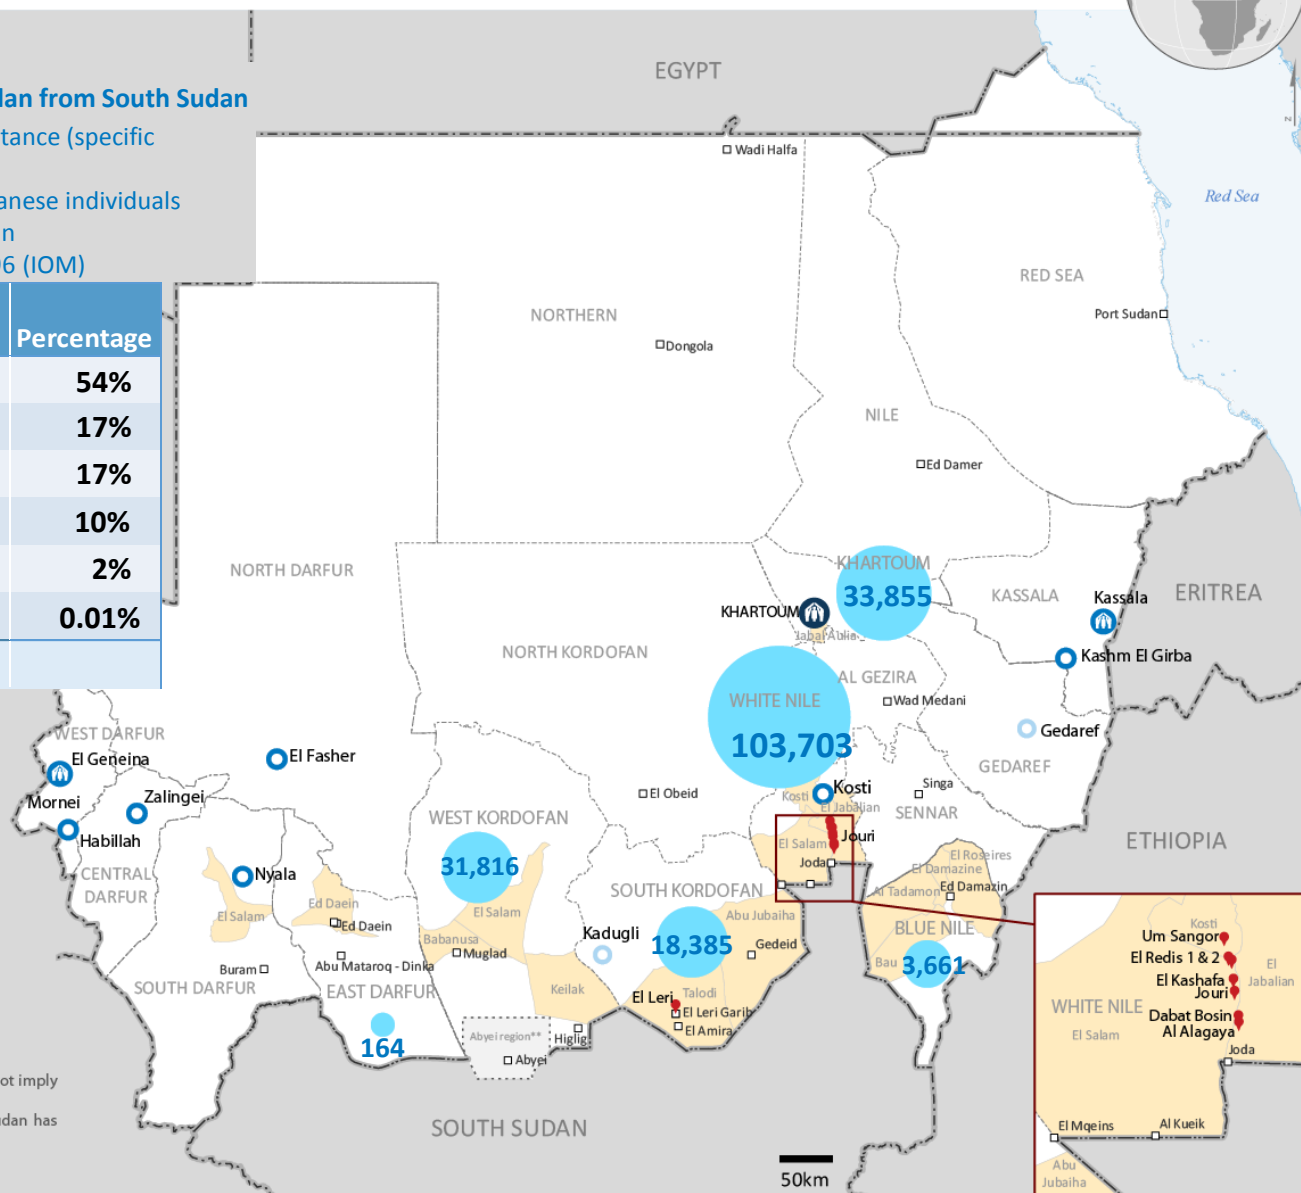 EGYPT
dan from South Sudan
tance (specific
Wadi Halfa
anese individuals
Red Sea
n
06 (IOM)
RED SEA
NORTHERN
Port Sudan
Percentage
Dongola
54%
NILE
17%
Ed Damer
17%
10%
KHARTOUM
NORTH DARFUR
2%
KASSALA
Kassala
ERITREA
33,855
KHARTOUM
0.01%
Jabal Aulia
NORTH KORDOFAN
Kashm El Girba
AL GEZIRA
WHITE NILE
Wad Medani
WEST DARFUR
Gedaref
103,703
El Geneina
El Fasher
GEDAREF
Singa
Kosti
El Obeid
Kosti
Zalingei
Mornei
El Jabalian
SENNAR
WEST KORDOFAN
Jouri
Habillah
El Salam
ETHIOPIA
El Roseires
Joda
31,816
El Damazine
CENTRAL
DARFUR
Nyala
Al Tadamon
Ed Damazin
SOUTH KORDOFAN
Ed Daein
El Salam
El Salam
Abu Jubaiha
Ed Daein
BLUE NILE
Kadugli
Babanusa
18,385
Gedeid
Muglad
Bau
3,661
Abu Mataroq - Dinka
Buram
SOUTH DARFUR
EAST DARFUR
Keilak
Talodi
El Leri
El Leri Garib
El Amira
Abyei region**
Higlig
164
Abyei
ot imply
udan has
SOUTH SUDAN
50km
Kosti
Um Sangor
El Redis 1 & 2
El
Jabalian
El Kashafa
Jouri
WHITE NILE
Dabat Bosin
El Salam
Al Alagaya
Joda
El Mqeins
Al Kueik
Abu
Jubaiha
N